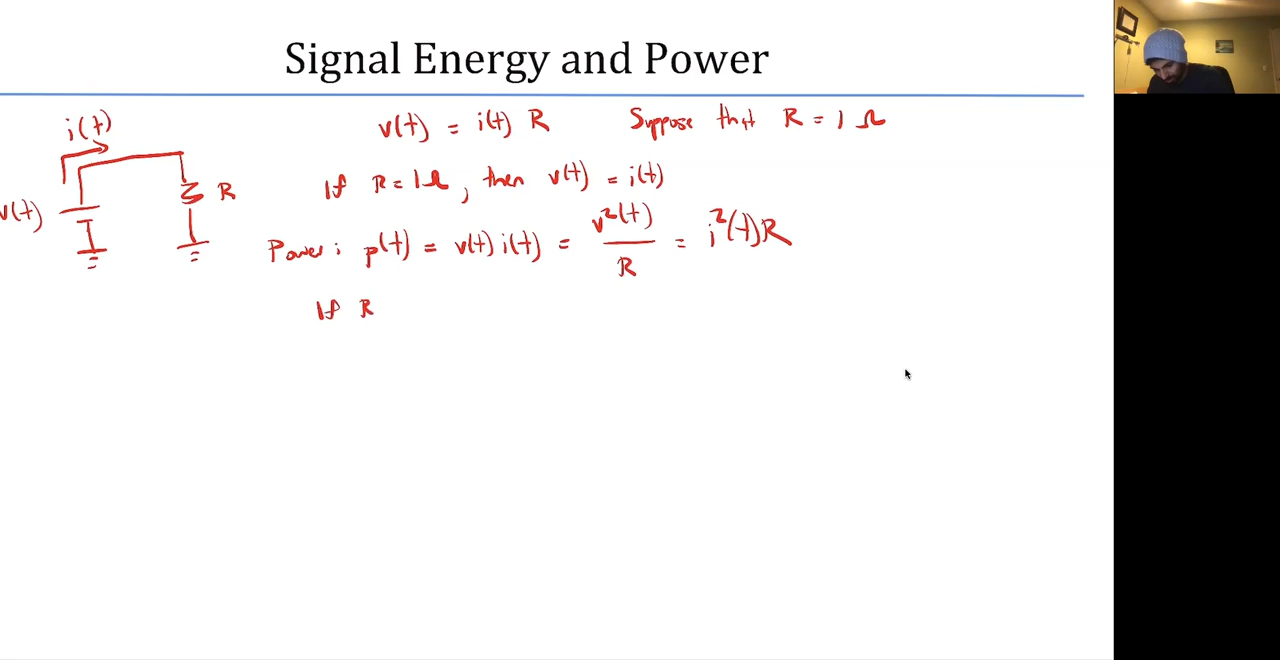 Signal Energy and Power
i(t)
v(t) = i(t) R
Suppose that R = 1 Ω
If R = 1Ω, then v(t) = i(t)
v(t)
R
Power: p(t) = v(t) i(t) = v²(t)/R = i²(t)R
If R